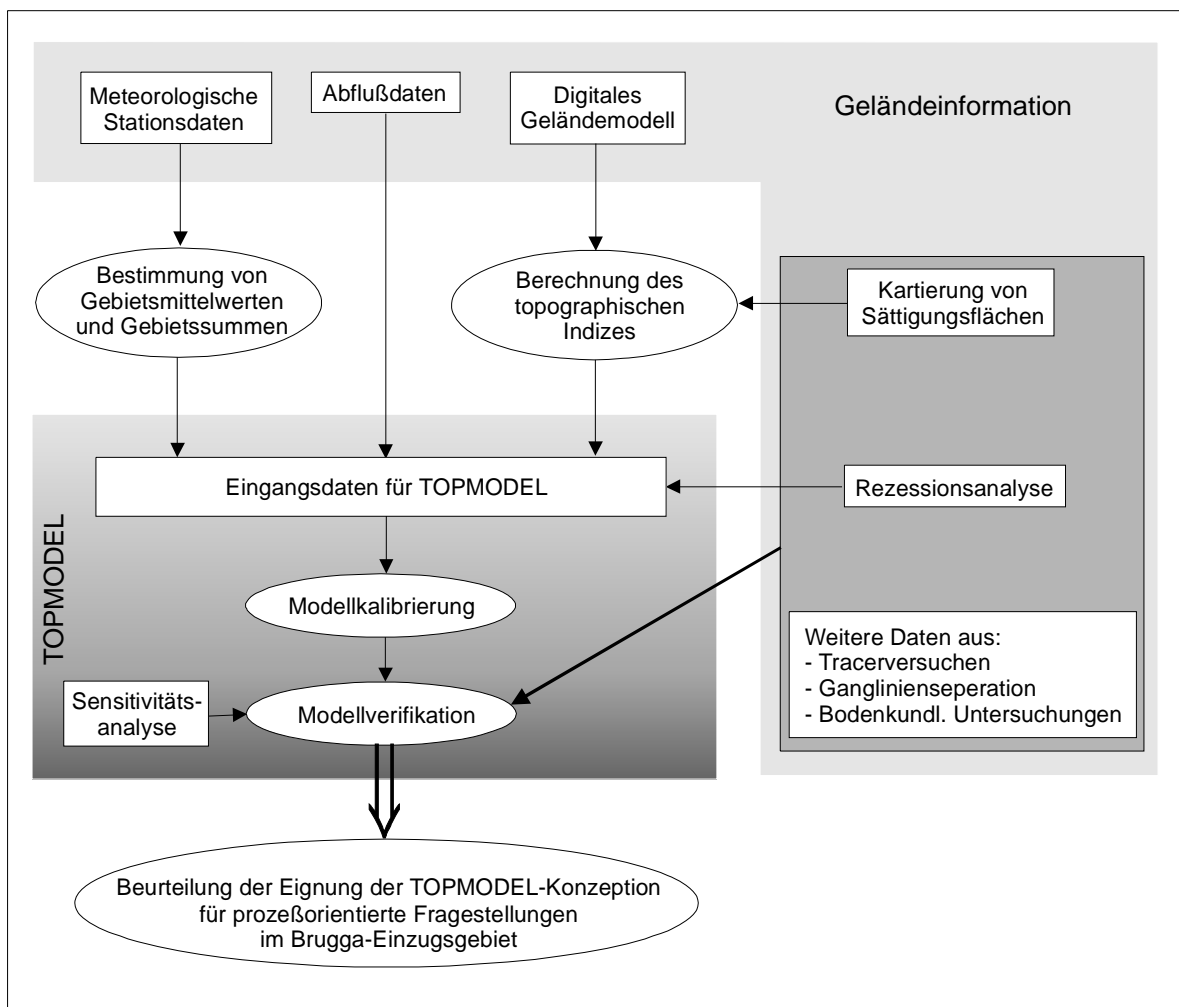 Meteorologische
Stationsdaten
Abflußdaten
Digitales
Geländemodell
Geländeinformation
Bestimmung von
Gebietsmittelwerten
und Gebietssummen
Berechnung des
topographischen
Indizes
Kartierung von
Sättigungsflächen
Eingangsdaten für TOPMODEL
Rezessionsanalyse
TOPMODEL
Modellkalibrierung
Weitere Daten aus:
- Tracerversuchen
- Ganglinienseperation
- Bodenkundl. Untersuchungen
Sensitivitäts-
analyse
Modellverifikation
Beurteilung der Eignung der TOPMODEL-Konzeption
für prozeßorientierte Fragestellungen
im Brugga-Einzugsgebiet